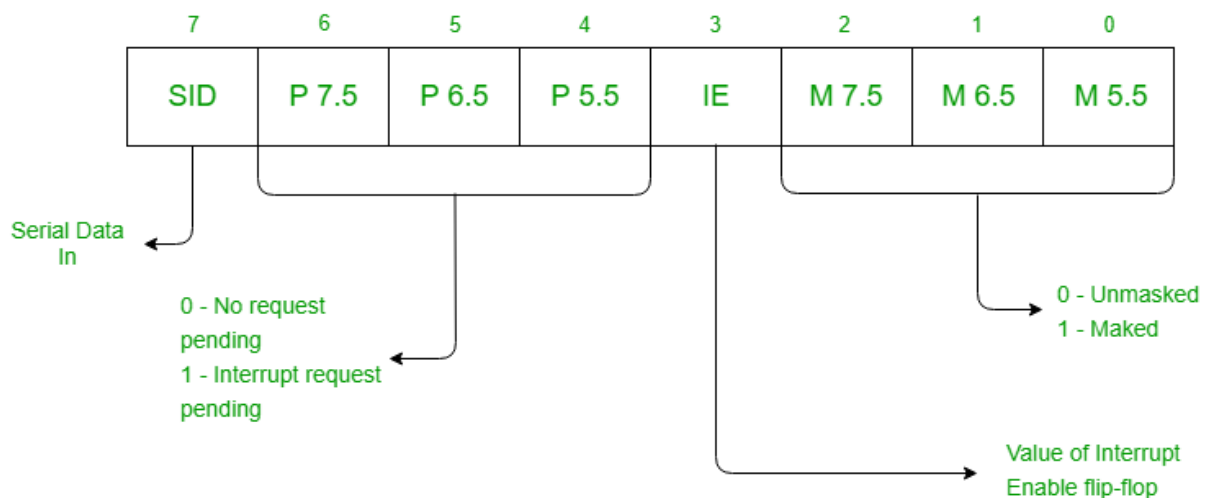 7 6 5 4 3 2 1 0
SID P 7.5 P 6.5 P 5.5 IE M 7.5 M 6.5 M 5.5
Serial Data
In
0 - No request
pending
1 - Interrupt request
pending
0 - Unmasked
1 - Maked
Value of Interrupt
Enable flip-flop